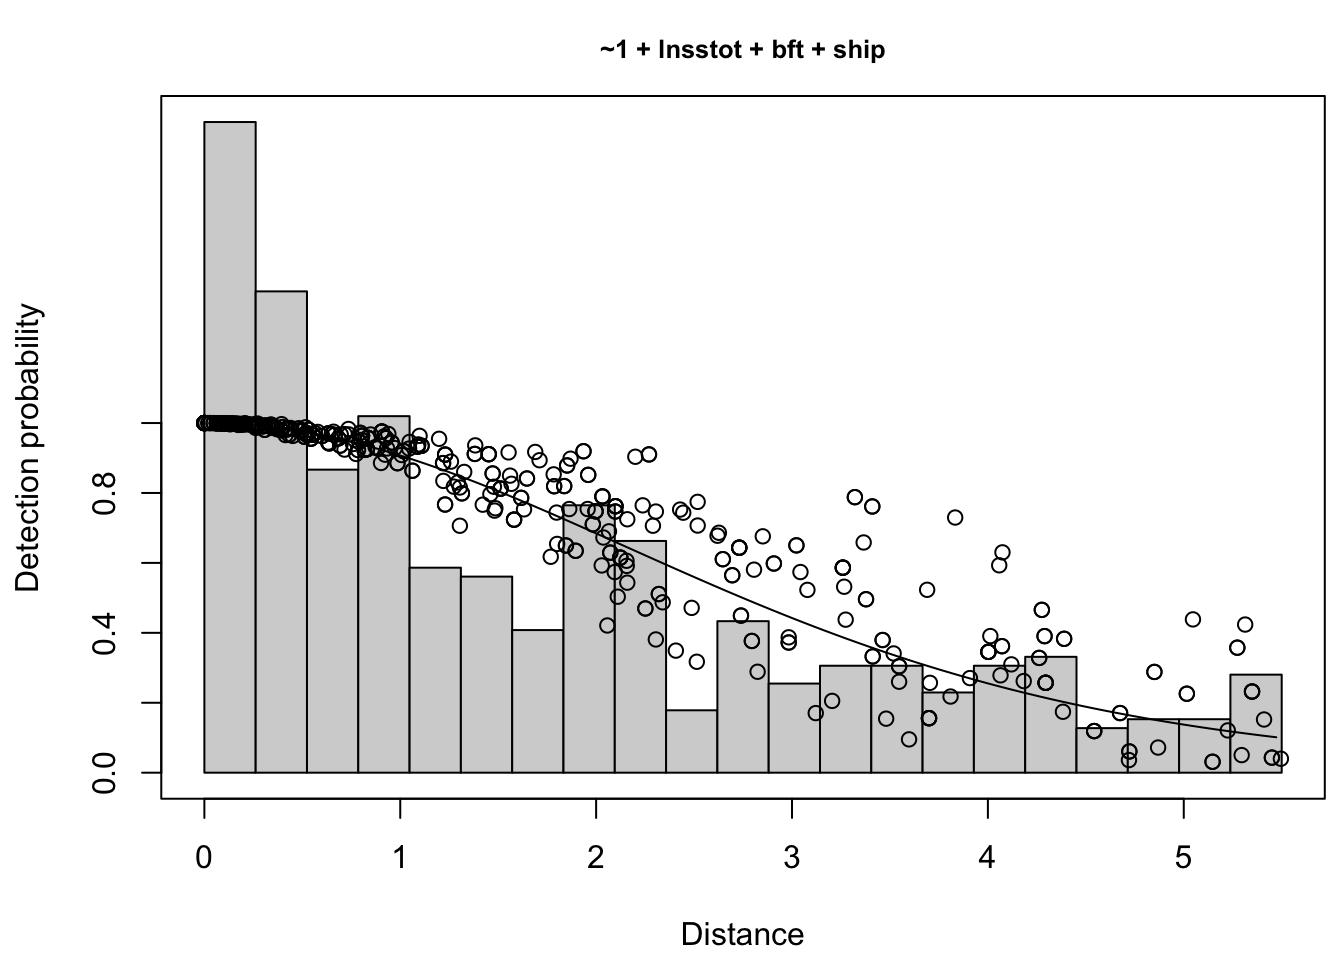 ~1 + lnsstot + bft + ship
Detection probability
0.8
0.4
0.0
0 1 2 3 4 5
Distance